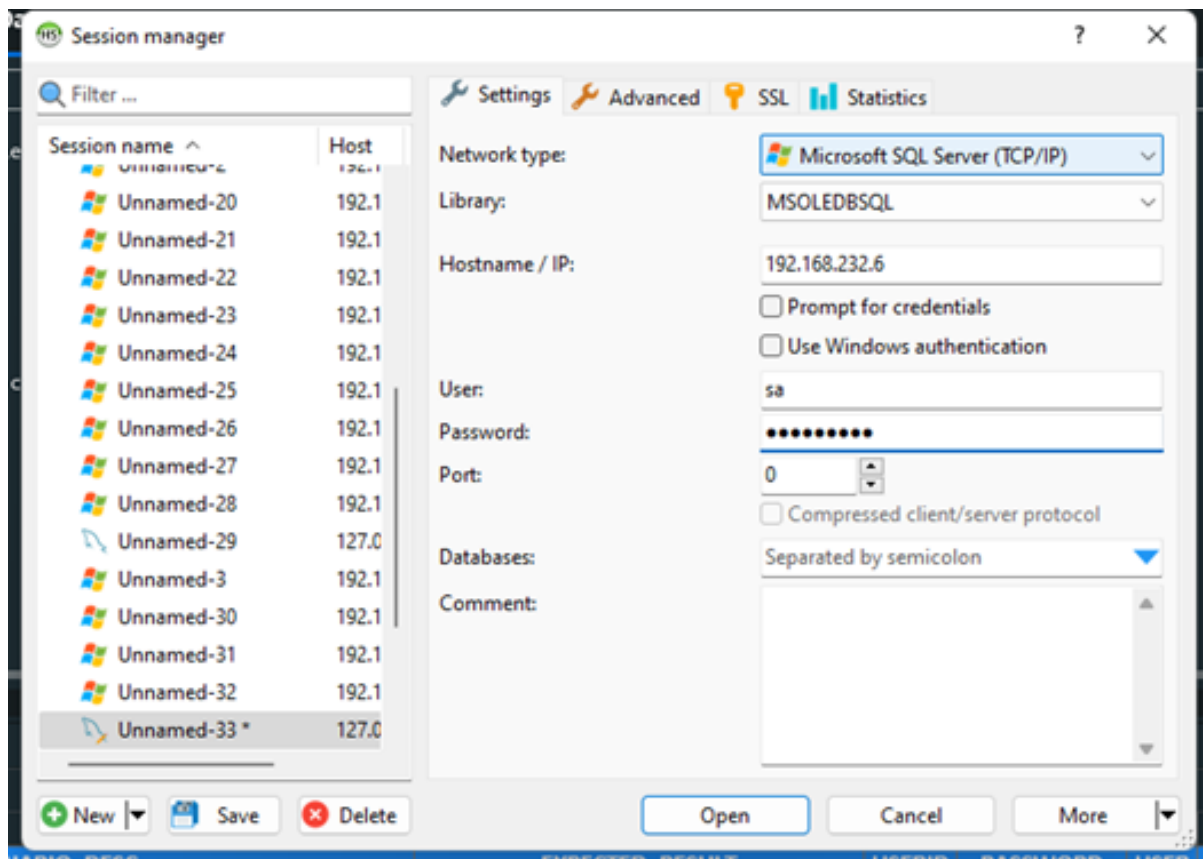 Session manager
?
Filter ...
Session name
Host
Unnamed-2 192.1
Unnamed-20 192.1
Unnamed-21 192.1
Unnamed-22 192.1
Unnamed-23 192.1
Unnamed-24 192.1
Unnamed-25 192.1
Unnamed-26 192.1
Unnamed-27 192.1
Unnamed-28 192.1
Unnamed-29 127.0
Unnamed-3 192.1
Unnamed-30 192.1
Unnamed-31 192.1
Unnamed-32 192.1
Unnamed-33 * 127.0
New
Save
Delete
Settings Advanced SSL Statistics
Network type: Microsoft SQL Server (TCP/IP)
Library: MSOLEDBSQL
Hostname / IP: 192.168.232.6
Prompt for credentials
Use Windows authentication
User: sa
Password: ●●●●●●●●●
Port: 0
Compressed client/server protocol
Databases: Separated by semicolon
Comment:
Open Cancel More